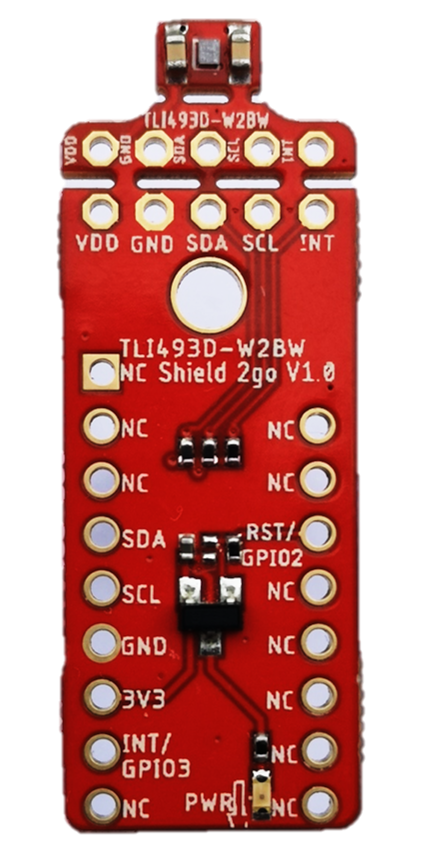 TLI493D-W2BW
VDD GND SDA SCL INT
VDD GND SDA SCL INT
TLI493D-W2BW
NC Shield 2go V1.0
NC NC
NC NC
SDA RST/
GPIO2
SCL NC
GND NC
3V3 NC
INT/
GPIO3 NC
NC PWR NC